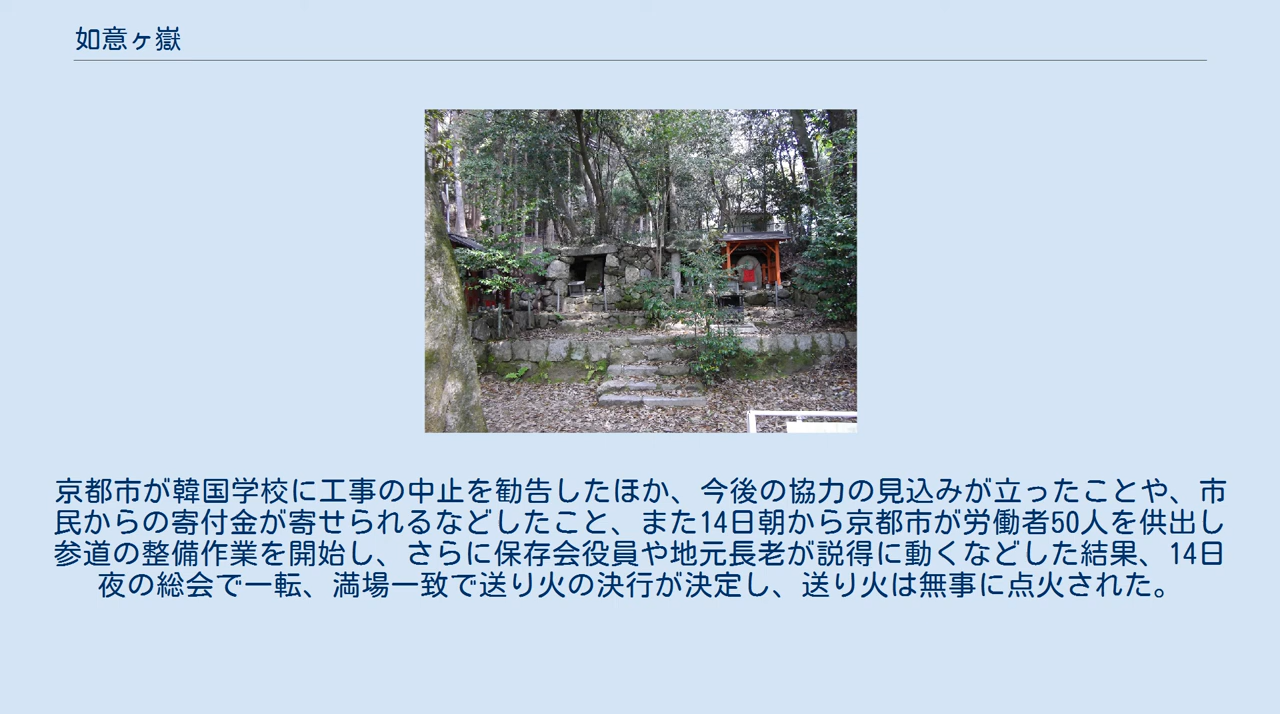 如意ヶ嶽
京都市が韓国学校に工事の中止を勧告したほか、今後の協力の見込みが立ったことや、市
民からの寄付金が寄せられるなどしたこと、また14日朝から京都市が労働者50人を供出し
参道の整備作業を開始し、さらに保存会役員や地元長老が説得に動くなどした結果、14日
夜の総会で一転、満場一致で送り火の決行が決定し、送り火は無事に点火された。